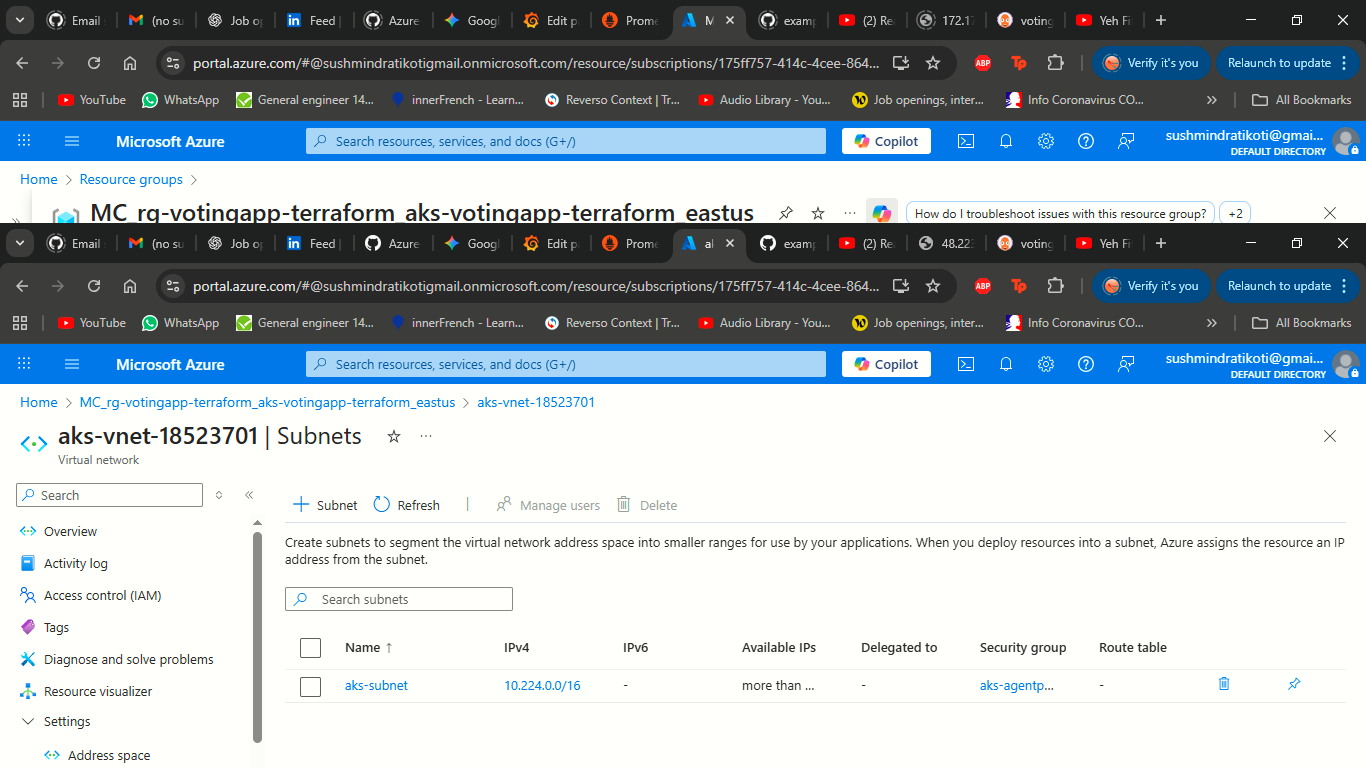 Email
(no su
Job op
Feed
Azure
Googl
Edit p
Prome
M
examp
(2) Re
172.17
voting
Yeh Fi
portal.azure.com/#@sushmindratikotigmail.onmicrosoft.com/resource/subscriptions/175ff757-414c-4cee-864...
ABP
Tp
Verify it's you
Relaunch to update
YouTube
WhatsApp
General engineer 14...
innerFrench - Learn...
Reverso Context | Tr...
Audio Library - You...
Job openings, inter...
Info Coronavirus CO...
All Bookmarks
Microsoft Azure
Search resources, services, and docs (G+/)
Copilot
sushmindratikoti@gmai...
DEFAULT DIRECTORY
Home > Resource groups >
MC_rg-votingapp-terraform_aks-votingapp-terraform_eastus
How do I troubleshoot issues with this resource group?
+2
Email
(no su
Job op
Feed
Azure
Googl
Edit p
Prome
al
examp
(2) Re
48.223
voting
Yeh Fi
portal.azure.com/#@sushmindratikotigmail.onmicrosoft.com/resource/subscriptions/175ff757-414c-4cee-864...
ABP
Tp
Verify it's you
Relaunch to update
YouTube
WhatsApp
General engineer 14...
innerFrench - Learn...
Reverso Context | Tr...
Audio Library - You...
Job openings, inter...
Info Coronavirus CO...
All Bookmarks
Microsoft Azure
Search resources, services, and docs (G+/)
Copilot
sushmindratikoti@gmai...
DEFAULT DIRECTORY
Home > MC_rg-votingapp-terraform_aks-votingapp-terraform_eastus > aks-vnet-18523701
aks-vnet-18523701 | Subnets
Virtual network
Search
Overview
Activity log
Access control (IAM)
Tags
Diagnose and solve problems
Resource visualizer
Settings
Address space
Subnet
Refresh
Manage users
Delete
Create subnets to segment the virtual network address space into smaller ranges for use by your applications. When you deploy resources into a subnet, Azure assigns the resource an IP
address from the subnet.
Search subnets
Name ↑ IPv4 IPv6 Available IPs Delegated to Security group Route table
aks-subnet 10.224.0.0/16 - more than ... - aks-agentp... -